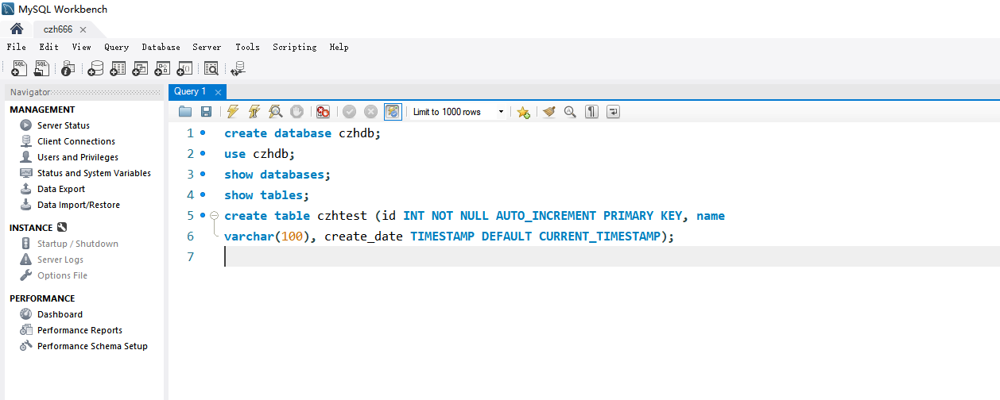 MySQL Workbench
czh666
File Edit View Query Database Server Tools Scripting Help
Navigator
Query 1
MANAGEMENT
Server Status
Client Connections
Users and Privileges
Status and System Variables
Data Export
Data Import/Restore
INSTANCE
Startup / Shutdown
Server Logs
Options File
PERFORMANCE
Dashboard
Performance Reports
Performance Schema Setup
Limit to 1000 rows
1 create database czhdb;
2 use czhdb;
3 show databases;
4 show tables;
5 create table czhtest (id INT NOT NULL AUTO_INCREMENT PRIMARY KEY, name
6 varchar(100), create_date TIMESTAMP DEFAULT CURRENT_TIMESTAMP);
7